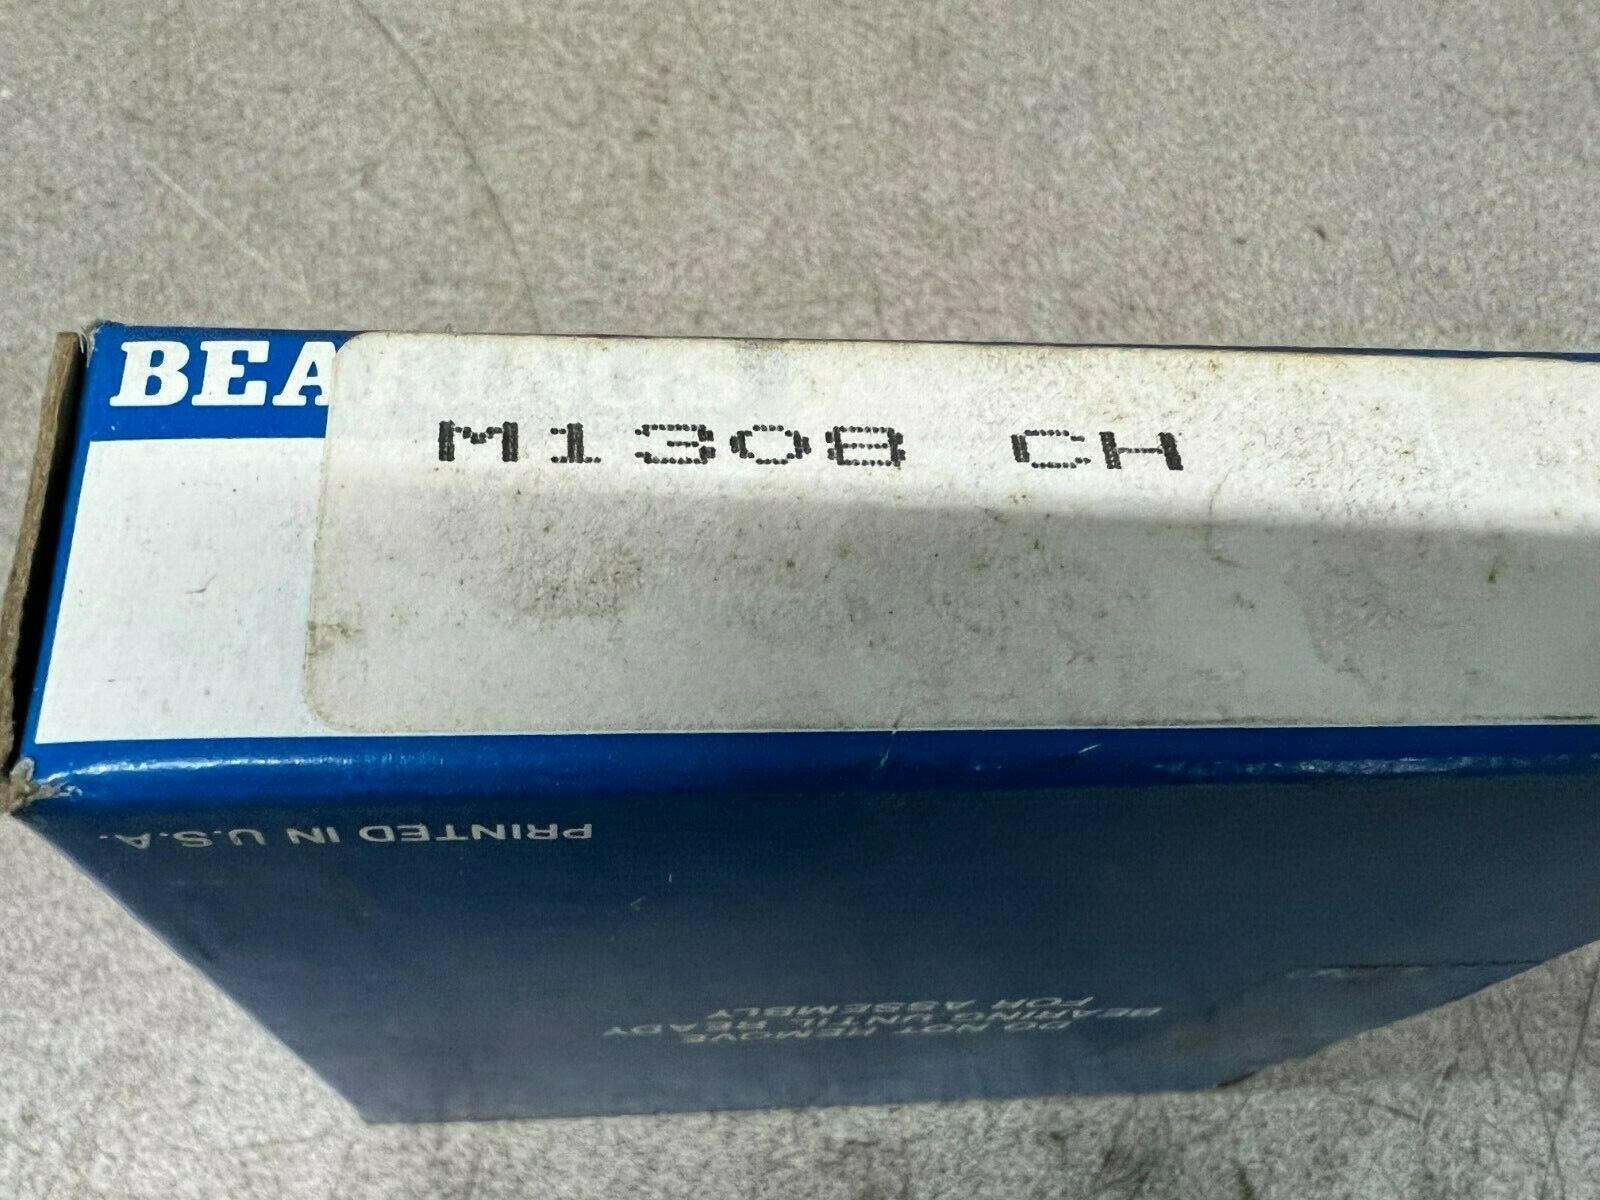 BEA
M1308 CH
PRINTED IN U.S.A.
DO NOT REMOVE
BEARING UNTIL READY
FOR ASSEMBLY